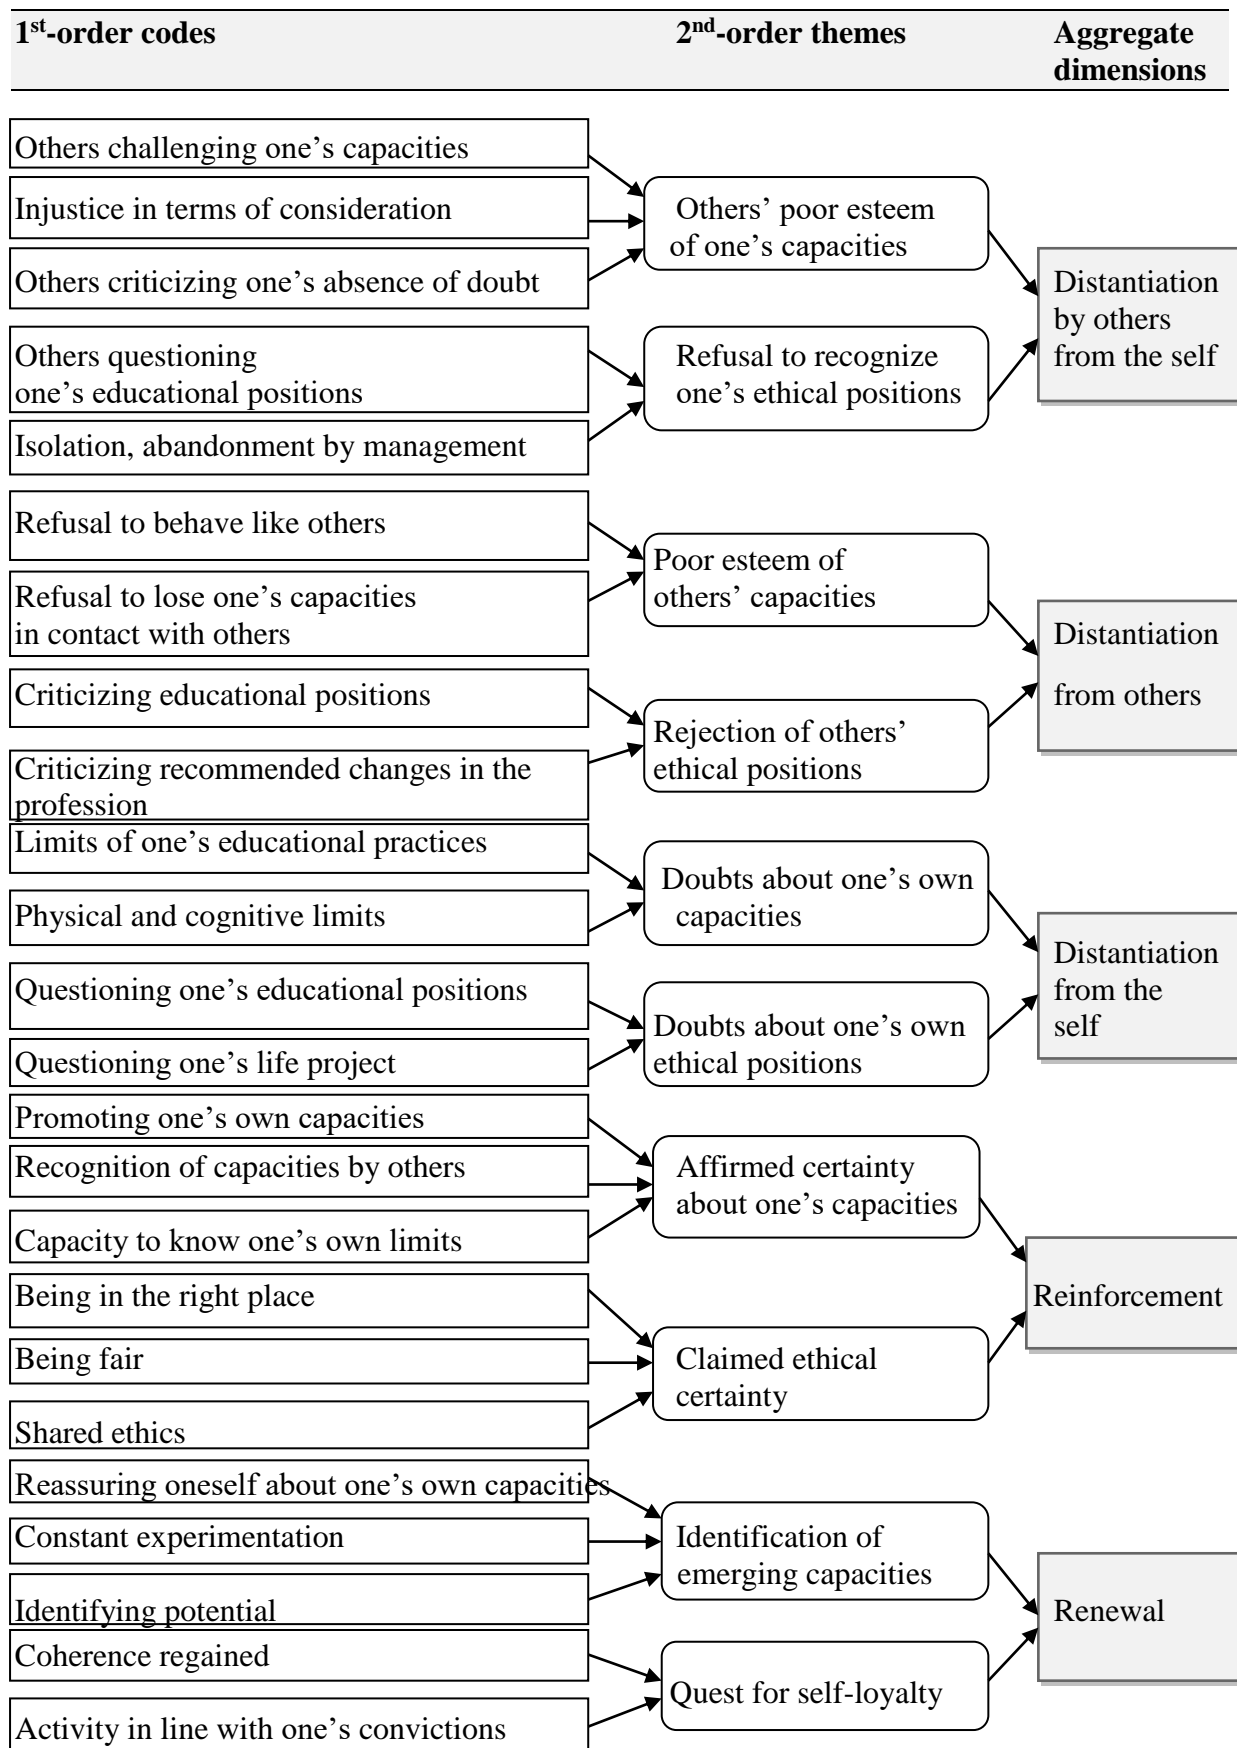 1st-order codes
2nd-order themes
Aggregate
dimensions
Others challenging one’s capacities
Injustice in terms of consideration
Others criticizing one’s absence of doubt
Others’ poor esteem
of one’s capacities
Others questioning
one’s educational positions
Isolation, abandonment by management
Refusal to recognize
one’s ethical positions
Distantiation
by others
from the self
Refusal to behave like others
Refusal to lose one’s capacities
in contact with others
Poor esteem of
others’ capacities
Criticizing educational positions
Criticizing recommended changes in the
profession
Rejection of others’
ethical positions
Distantiation
from others
Limits of one’s educational practices
Physical and cognitive limits
Doubts about one’s own
capacities
Questioning one’s educational positions
Questioning one’s life project
Doubts about one’s own
ethical positions
Distantiation
from the
self
Promoting one’s own capacities
Recognition of capacities by others
Capacity to know one’s own limits
Affirmed certainty
about one’s capacities
Being in the right place
Being fair
Shared ethics
Claimed ethical
certainty
Reinforcement
Reassuring oneself about one’s own capacities
Constant experimentation
Identifying potential
Identification of
emerging capacities
Coherence regained
Activity in line with one’s convictions
Quest for self-loyalty
Renewal